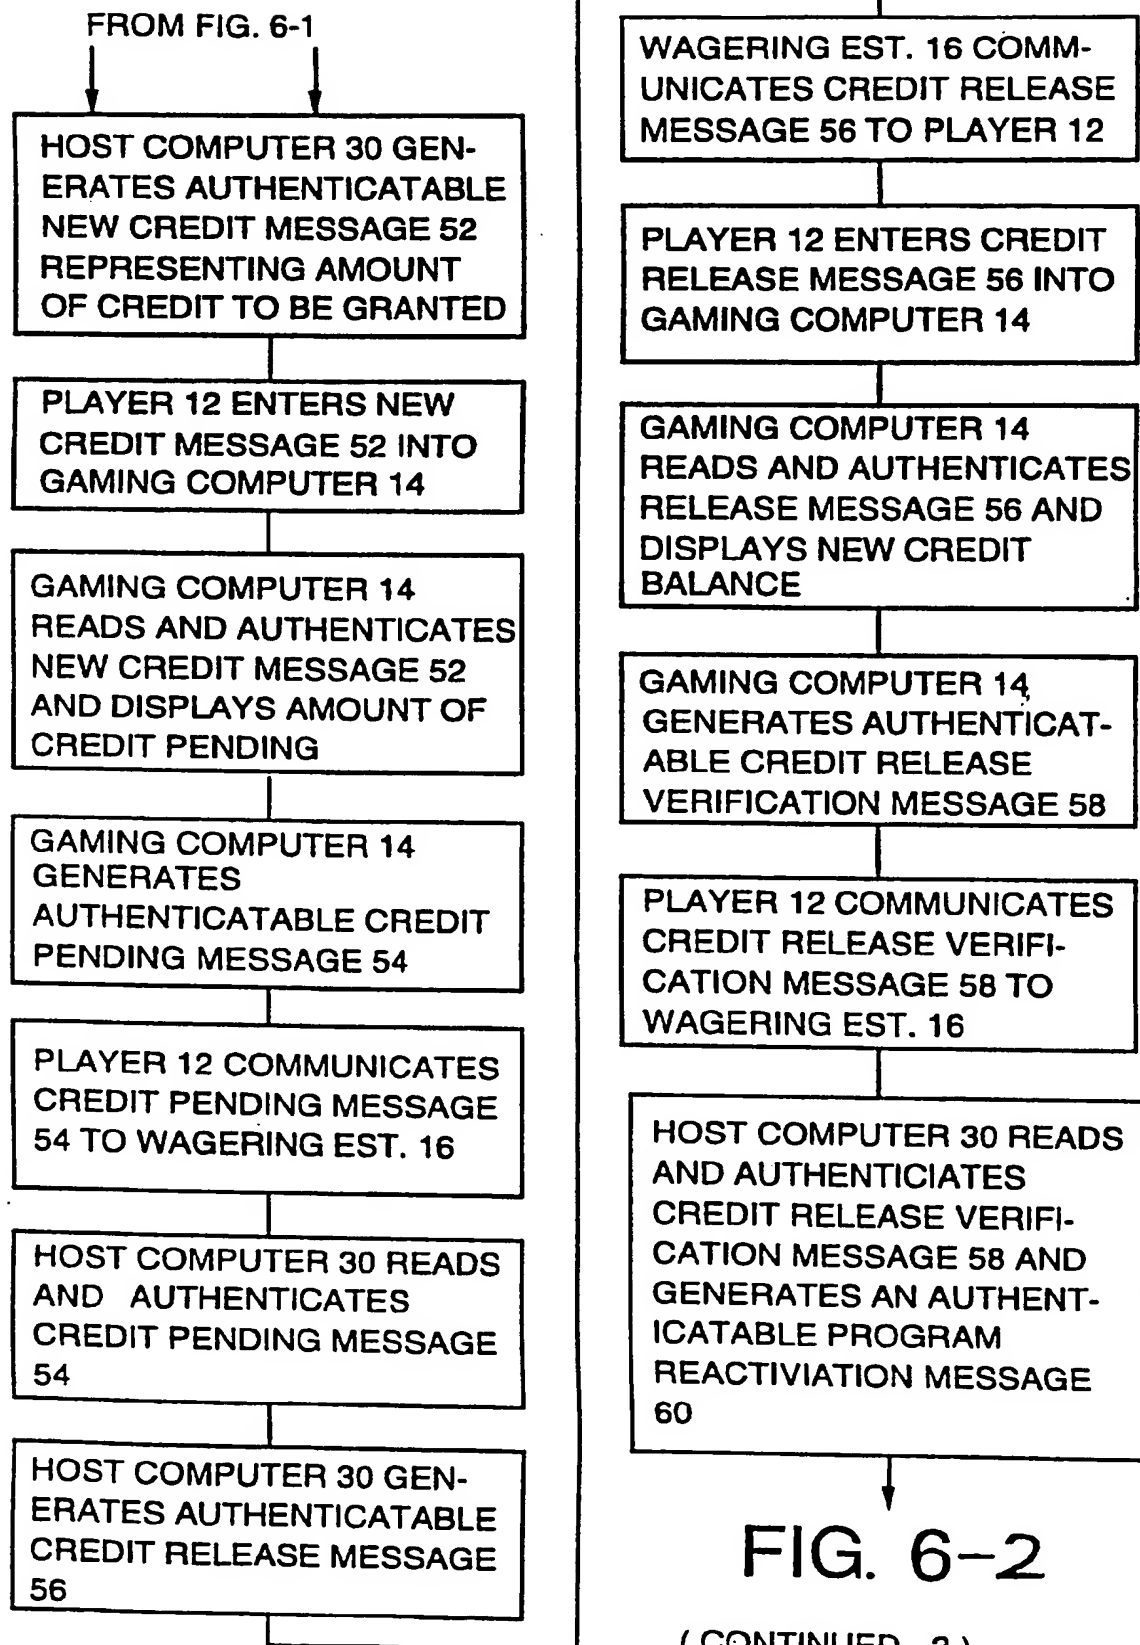 FROM FIG. 6-1
HOST COMPUTER 30 GEN-
ERATES AUTHENTICATABLE
NEW CREDIT MESSAGE 52
REPRESENTING AMOUNT
OF CREDIT TO BE GRANTED
PLAYER 12 ENTERS NEW
CREDIT MESSAGE 52 INTO
GAMING COMPUTER 14
GAMING COMPUTER 14
READS AND AUTHENTICATES
NEW CREDIT MESSAGE 52
AND DISPLAYS AMOUNT OF
CREDIT PENDING
GAMING COMPUTER 14
GENERATES
AUTHENTICATABLE CREDIT
PENDING MESSAGE 54
PLAYER 12 COMMUNICATES
CREDIT PENDING MESSAGE
54 TO WAGERING EST. 16
HOST COMPUTER 30 READS
AND AUTHENTICATES
CREDIT PENDING MESSAGE
54
HOST COMPUTER 30 GEN-
ERATES AUTHENTICATABLE
CREDIT RELEASE MESSAGE
56
WAGERING EST. 16 COMM-
UNICATES CREDIT RELEASE
MESSAGE 56 TO PLAYER 12
PLAYER 12 ENTERS CREDIT
RELEASE MESSAGE 56 INTO
GAMING COMPUTER 14
GAMING COMPUTER 14
READS AND AUTHENTICATES
RELEASE MESSAGE 56 AND
DISPLAYS NEW CREDIT
BALANCE
GAMING COMPUTER 14
GENERATES AUTHENTICAT-
ABLE CREDIT RELEASE
VERIFICATION MESSAGE 58
PLAYER 12 COMMUNICATES
CREDIT RELEASE VERIFI-
CATION MESSAGE 58 TO
WAGERING EST. 16
HOST COMPUTER 30 READS
AND AUTHENTICIATES
CREDIT RELEASE VERIFI-
CATION MESSAGE 58 AND
GENERATES AN AUTHENT-
ICATABLE PROGRAM
REACTIVIATION MESSAGE
60
FIG. 6-2
(CONTINUED